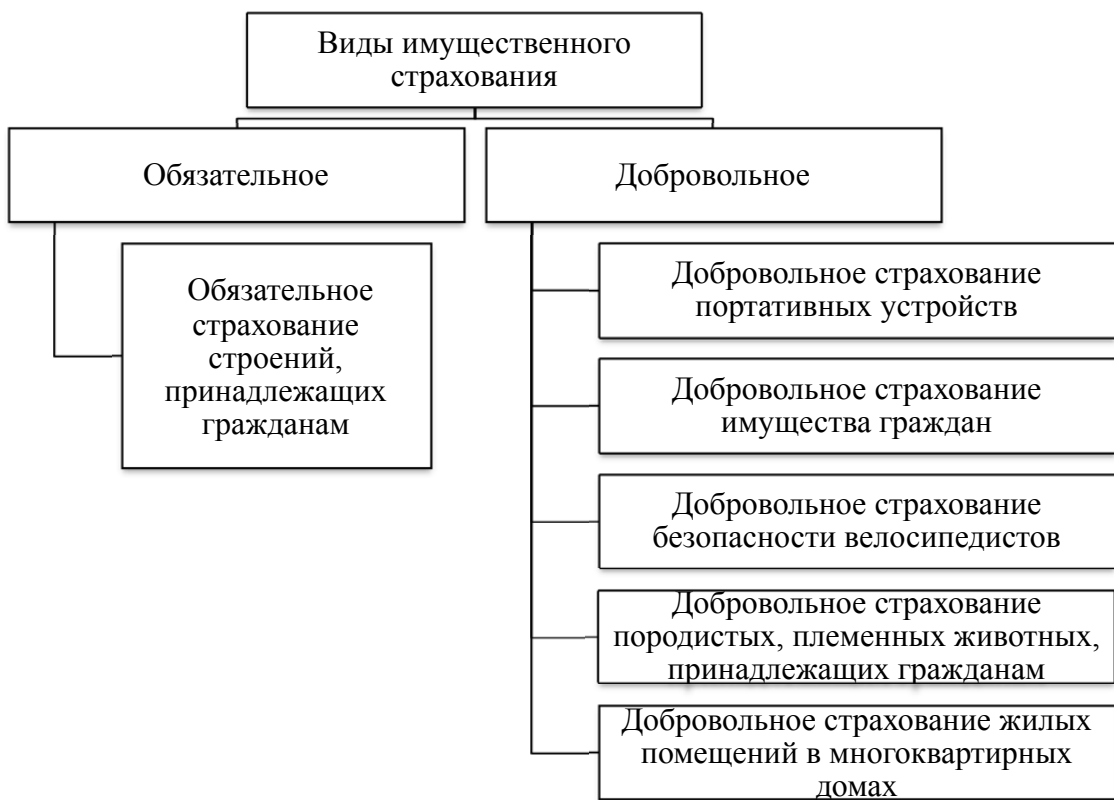 Виды имущественного
страхования
Обязательное
Добровольное
Обязательное
страхование
строений,
принадлежащих
гражданам
Добровольное страхование
портативных устройств
Добровольное страхование
имущества граждан
Добровольное страхование
безопасности велосипедистов
Добровольное страхование
породистых, племенных животных,
принадлежащих гражданам
Добровольное страхование жилых
помещений в многоквартирных
домах